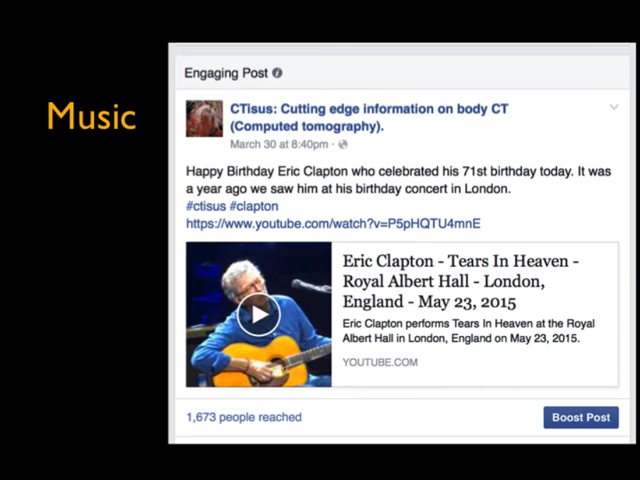 Music
Engaging Post
CTisus: Cutting edge information on body CT
(Computed tomography).
March 30 at 8:40pm ·
Happy Birthday Eric Clapton who celebrated his 71st birthday today. It was
a year ago we saw him at his birthday concert in London.
#ctisus #clapton
https://www.youtube.com/watch?v=P5pHQTU4mnE
Eric Clapton - Tears In Heaven -
Royal Albert Hall - London,
England - May 23, 2015
Eric Clapton performs Tears In Heaven at the Royal
Albert Hall in London, England on May 23, 2015.
YOUTUBE.COM
1,673 people reached
Boost Post